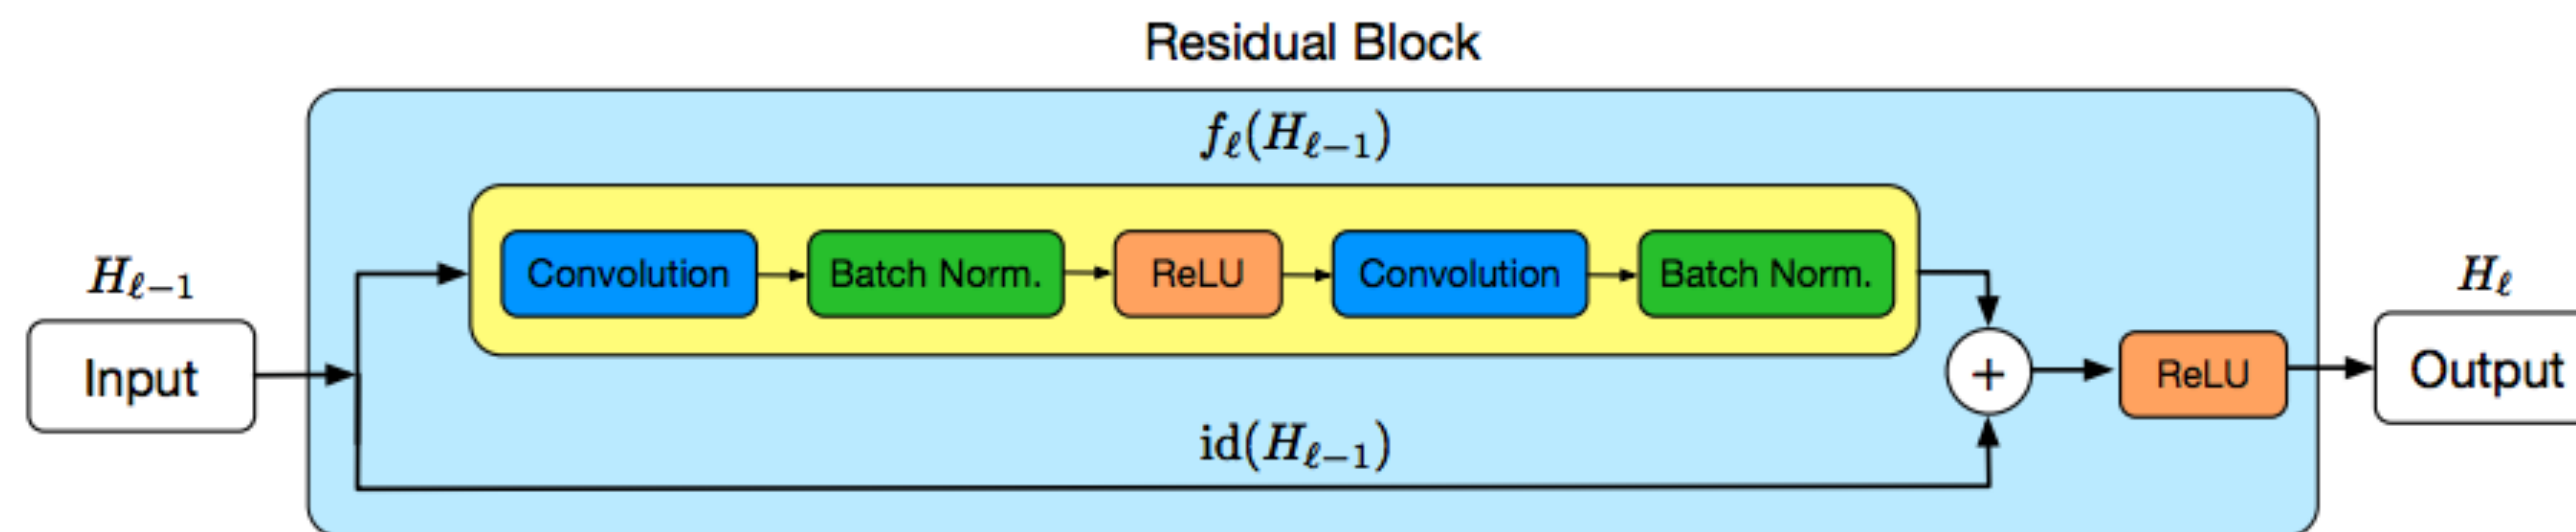 Residual Block
fℓ(Hℓ−1)
Convolution
Batch Norm.
ReLU
Convolution
Batch Norm.
Hℓ−1
Input
+
ReLU
Hℓ
Output
id(Hℓ−1)